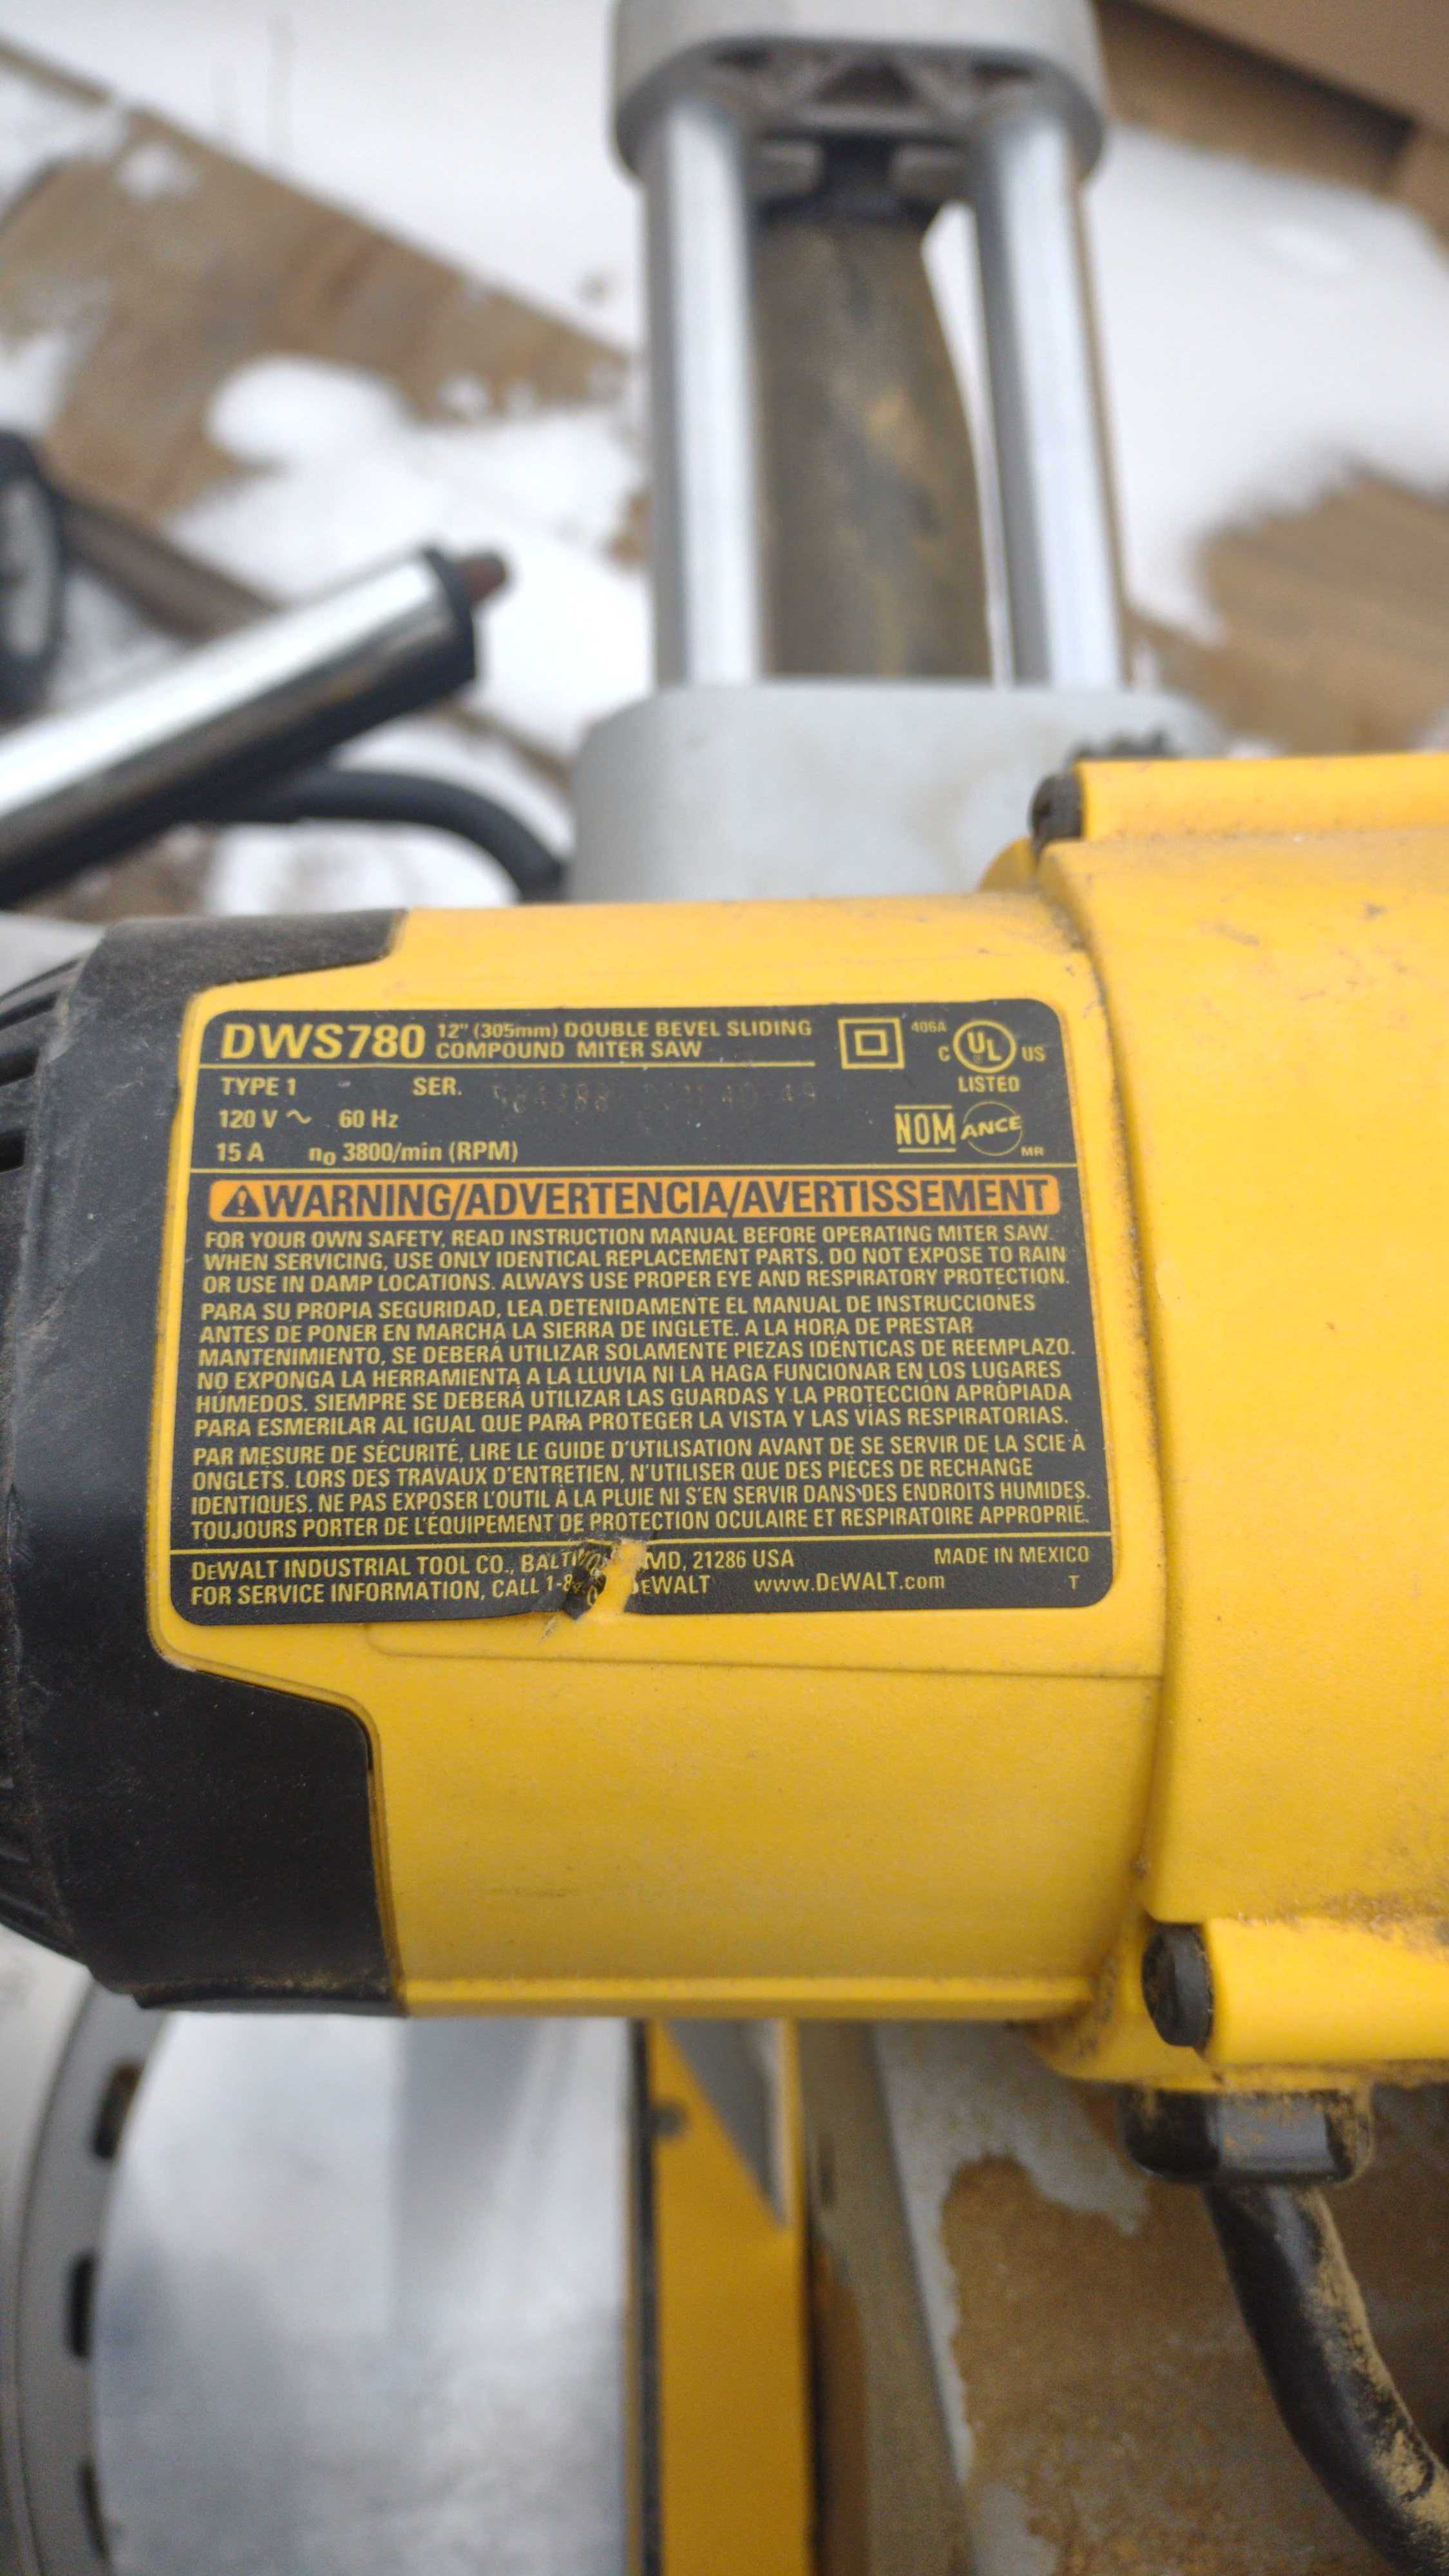 DWS780 12" (305mm) DOUBLE BEVEL SLIDING
COMPOUND MITER SAW
406A
C UL US
LISTED
TYPE 1 SER.
120 V ~ 60 Hz
15 A n₀ 3800/min (RPM)
NOM ANCE MR
WARNING/ADVERTENCIA/AVERTISSEMENT
FOR YOUR OWN SAFETY, READ INSTRUCTION MANUAL BEFORE OPERATING MITER SAW.
WHEN SERVICING, USE ONLY IDENTICAL REPLACEMENT PARTS. DO NOT EXPOSE TO RAIN
OR USE IN DAMP LOCATIONS. ALWAYS USE PROPER EYE AND RESPIRATORY PROTECTION.
PARA SU PROPIA SEGURIDAD, LEA DETENIDAMENTE EL MANUAL DE INSTRUCCIONES
ANTES DE PONER EN MARCHA LA SIERRA DE INGLETE. A LA HORA DE PRESTAR
MANTENIMIENTO, SE DEBERÁ UTILIZAR SOLAMENTE PIEZAS IDÉNTICAS DE REEMPLAZO.
NO EXPONGA LA HERRAMIENTA A LA LLUVIA NI LA HAGA FUNCIONAR EN LOS LUGARES
HÚMEDOS. SIEMPRE SE DEBERÁ UTILIZAR LAS GUARDAS Y LA PROTECCIÓN APROPIADA
PARA ESMERILAR AL IGUAL QUE PARA PROTEGER LA VISTA Y LAS VÍAS RESPIRATORIAS.
PAR MESURE DE SÉCURITÉ, LIRE LE GUIDE D'UTILISATION AVANT DE SE SERVIR DE LA SCIE À
ONGLETS. LORS DES TRAVAUX D'ENTRETIEN, N'UTILISER QUE DES PIÈCES DE RECHANGE
IDENTIQUES. NE PAS EXPOSER L'OUTIL À LA PLUIE NI S'EN SERVIR DANS DES ENDROITS HUMIDES.
TOUJOURS PORTER DE L'ÉQUIPEMENT DE PROTECTION OCULAIRE ET RESPIRATOIRE APPROPRIÉ.
DEWALT INDUSTRIAL TOOL CO., MD, 21286 USA MADE IN MEXICO
FOR SERVICE INFORMATION, CALL www.DEWALT.com T